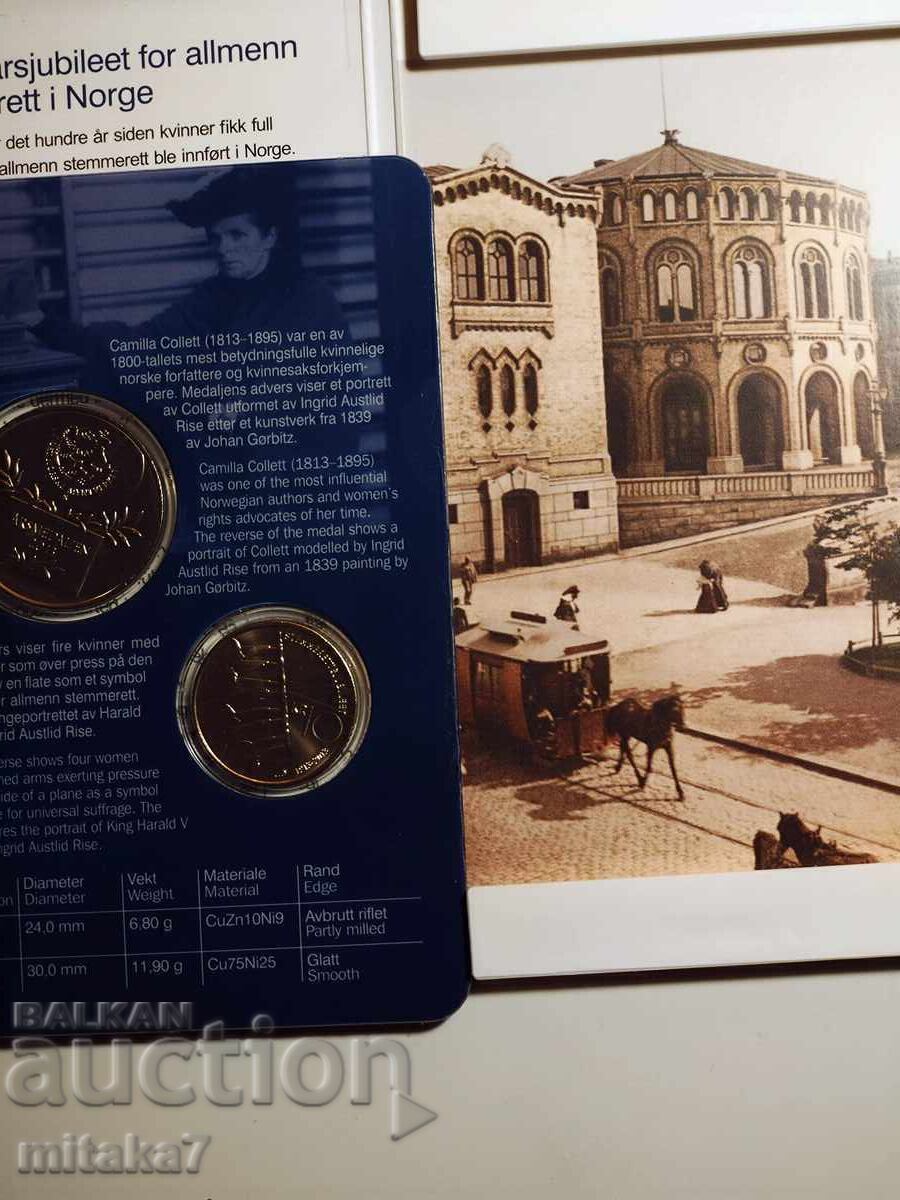 årsjubileet for allmenn
rett i Norge
det hundre år siden kvinner fikk full
allmenn stemmerett ble innført i Norge.
Camilla Collett (1813–1895) var en av
1800-tallets mest betydningsfulle kvinnelige
norske forfattere og kvinnesaksforkjem-
pere. Medaljens advers viser et portrett
av Collett utformet av Ingrid Austlid
Rise etter et kunstverk fra 1839
av Johan Gørbitz.
Camilla Collett (1813–1895)
was one of the most influential
Norwegian authors and women's
rights advocates of her time.
The reverse of the medal shows a
portrait of Collett modelled by Ingrid
Austlid Rise from an 1839 painting by
Johan Gørbitz.
viser fire kvinner med
som øver press på den
en flate som et symbol
allmenn stemmerett.
ngeportrettet av Harald
rid Austlid Rise.
erse shows four women
ned arms exerting pressure
ide of a plane as a symbol
for universal suffrage. The
res the portrait of King Harald V
ngrid Austlid Rise.
on Diameter Vekt Materiale Rand
Diameter Weight Material Edge
24,0 mm 6,80 g CuZn10Ni9 Avbrutt riflet
Partly milled
30,0 mm 11,90 g Cu75Ni25 Glatt
Smooth
BALKAN
auction
mitaka7